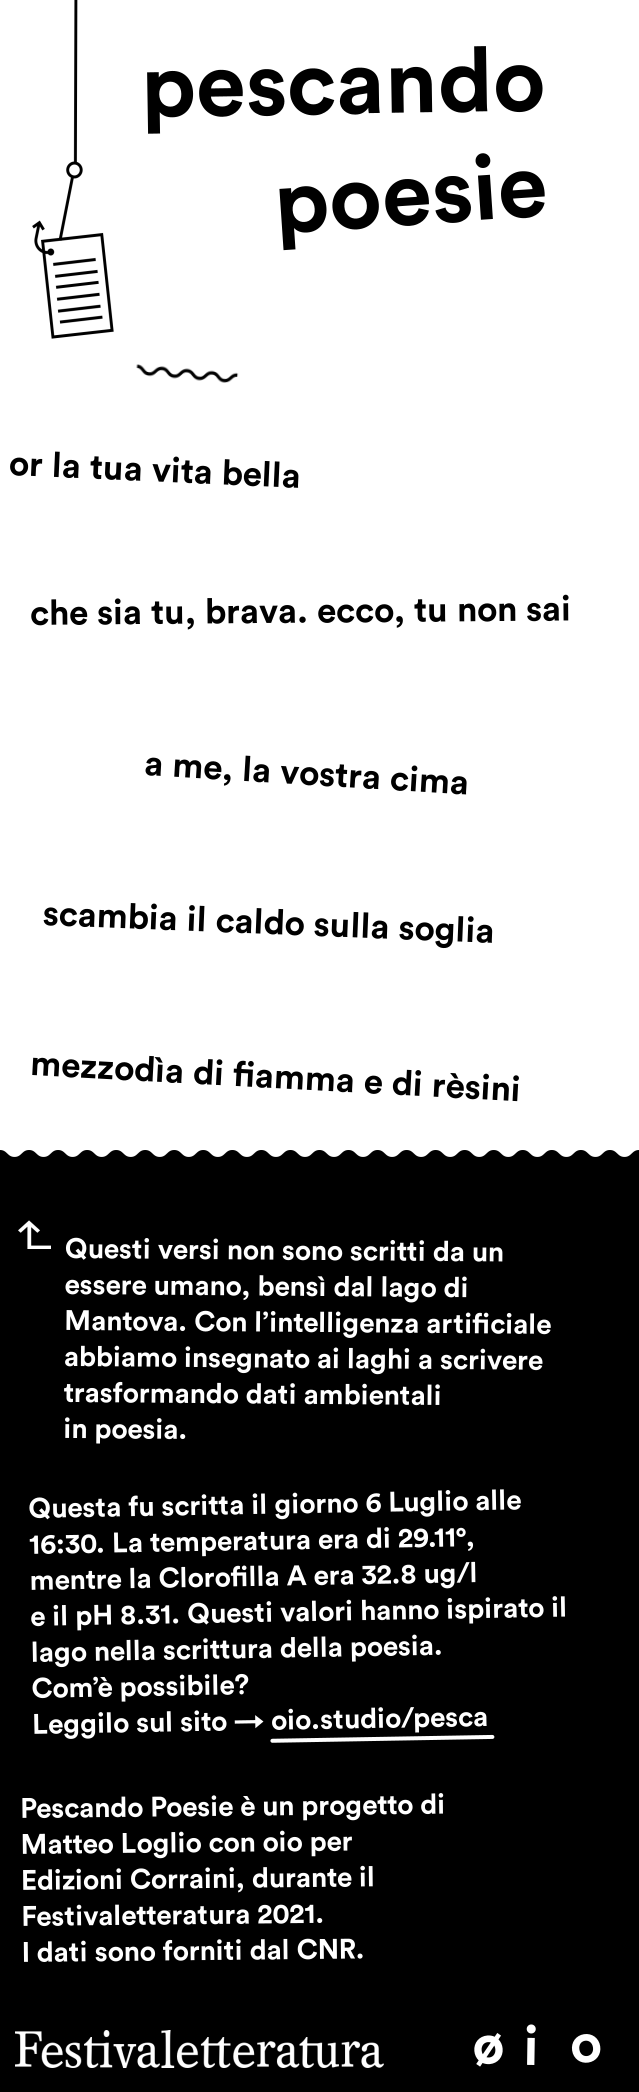 pescando
poesie
or la tua vita bella
che sia tu, brava. ecco, tu non sai
a me, la vostra cima
scambia il caldo sulla soglia
mezzodìa di fiamma e di rèsini
Questi versi non sono scritti da un
essere umano, bensì dal lago di
Mantova. Con l’intelligenza artificiale
abbiamo insegnato ai laghi a scrivere
trasformando dati ambientali
in poesia.
Questa fu scritta il giorno 6 Luglio alle
16:30. La temperatura era di 29.11°,
mentre la Clorofilla A era 32.8 ug/l
e il pH 8.31. Questi valori hanno ispirato il
lago nella scrittura della poesia.
Com’è possibile?
Leggilo sul sito → oio.studio/pesca
Pescando Poesie è un progetto di
Matteo Loglio con oio per
Edizioni Corraini, durante il
Festivaletteratura 2021.
I dati sono forniti dal CNR.
Festivaletteratura ø i o